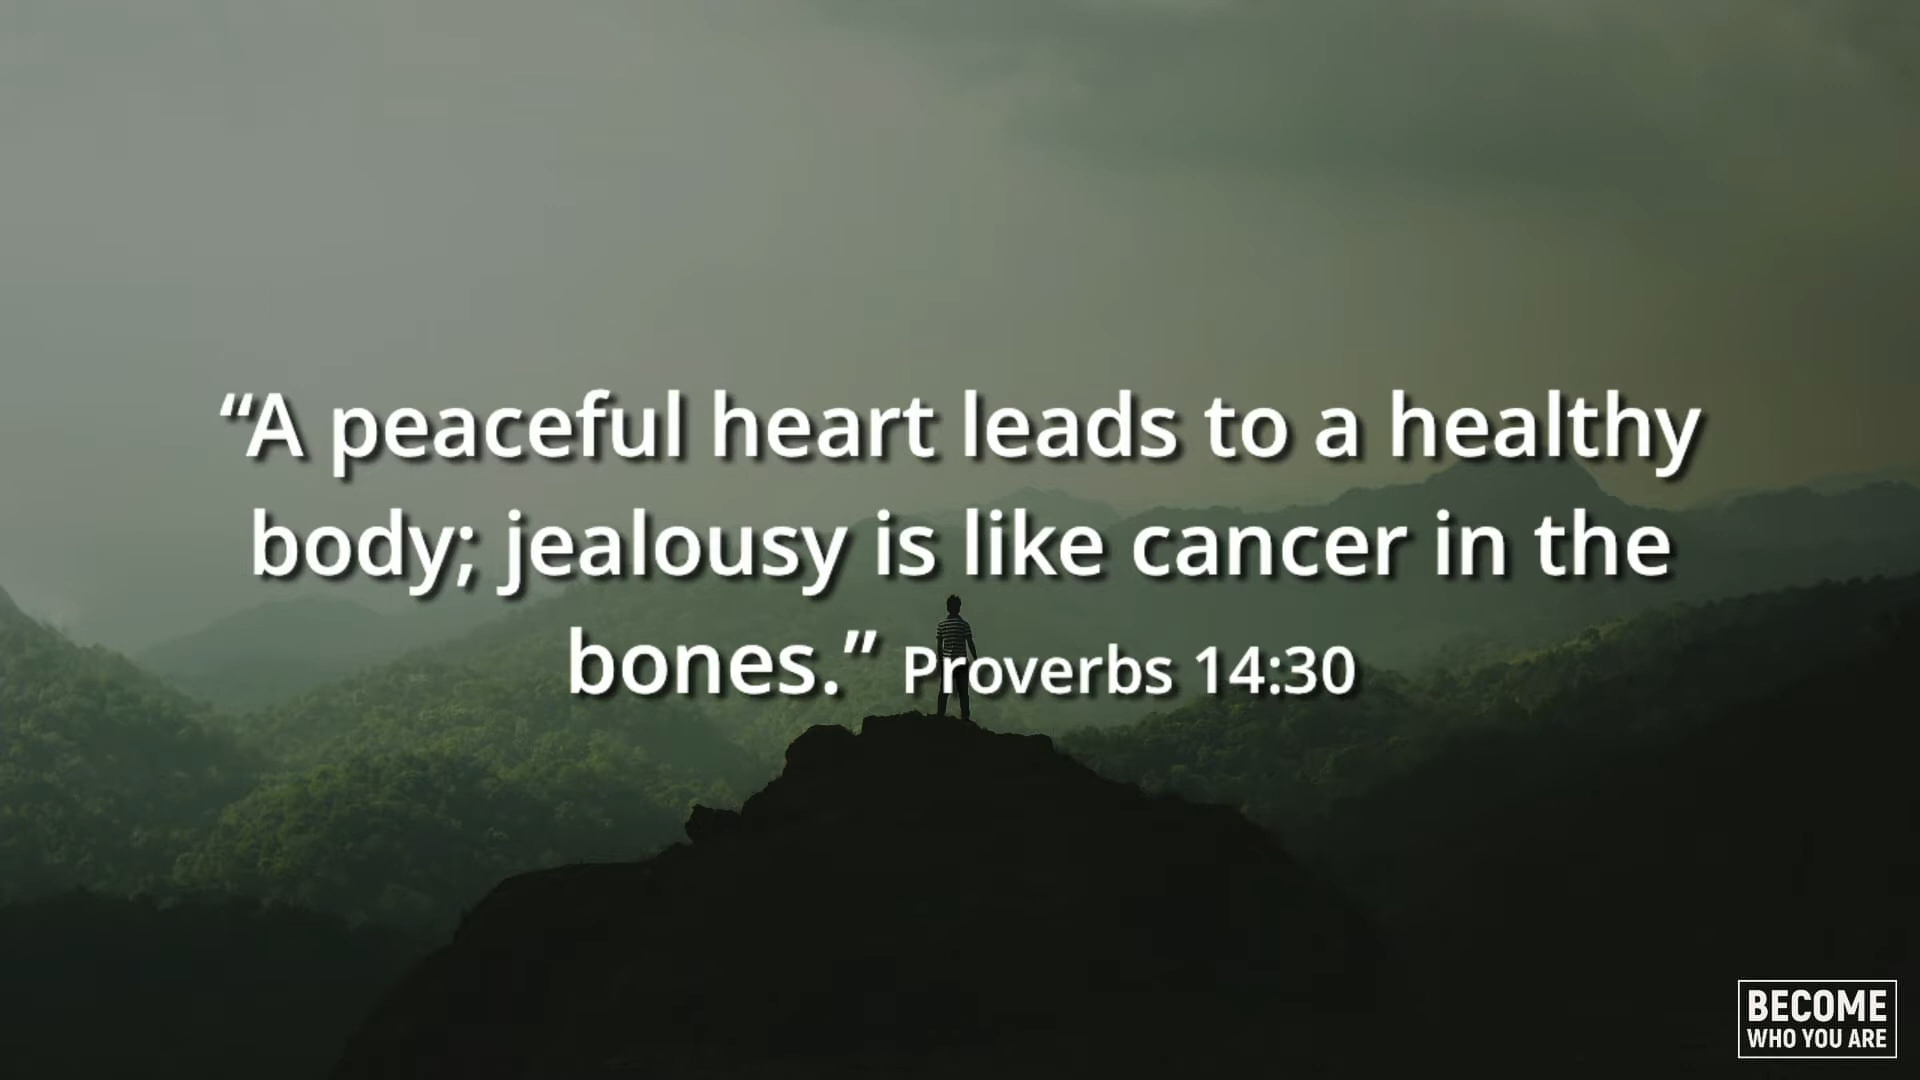 “A peaceful heart leads to a healthy
body; jealousy is like cancer in the
bones.” Proverbs 14:30
BECOME
WHO YOU ARE